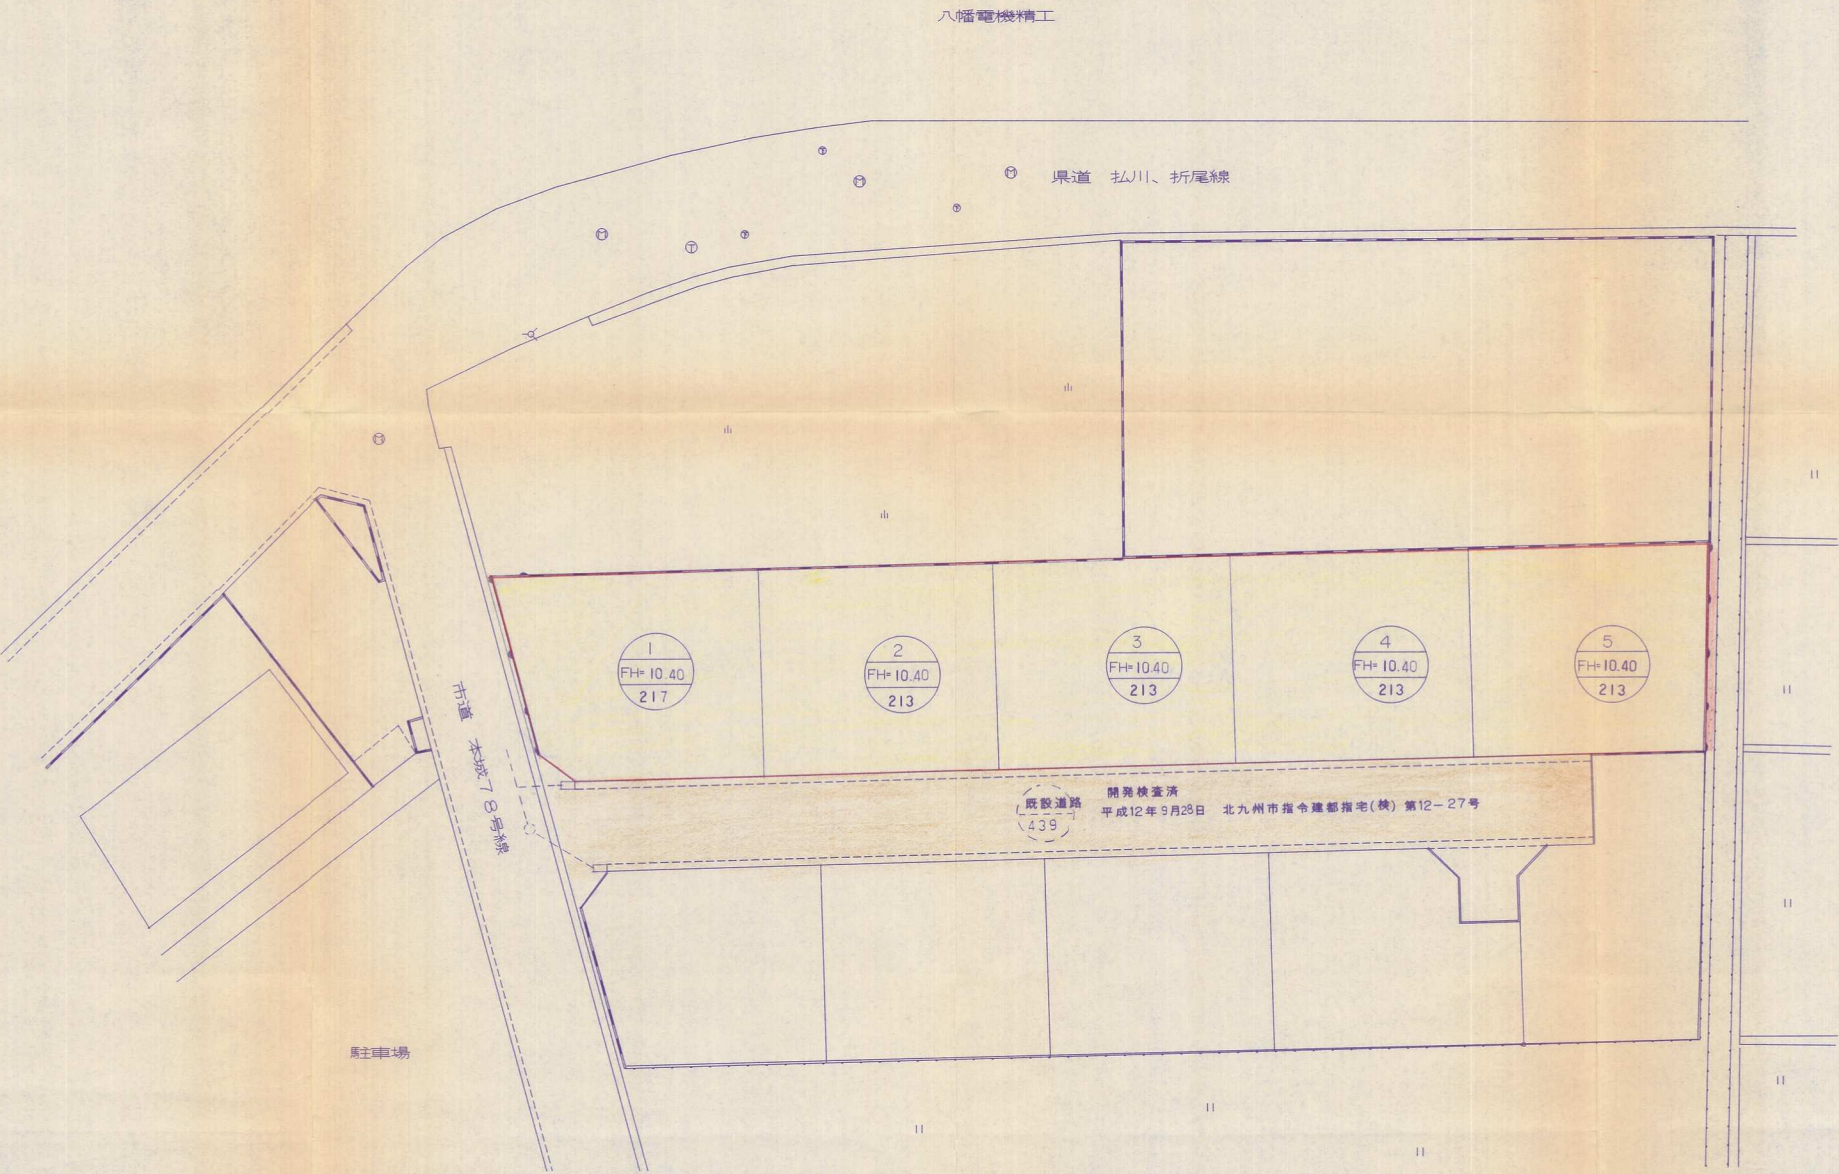 八幡電機精工
県道 払川、折尾線
市道 本城78号線
1
FH=10.40
217
2
FH=10.40
213
3
FH=10.40
213
4
FH=10.40
213
5
FH=10.40
213
既設道路
439
開発検査済
平成12年9月28日 北九州市指令建都指宅(検) 第12-27号
駐車場